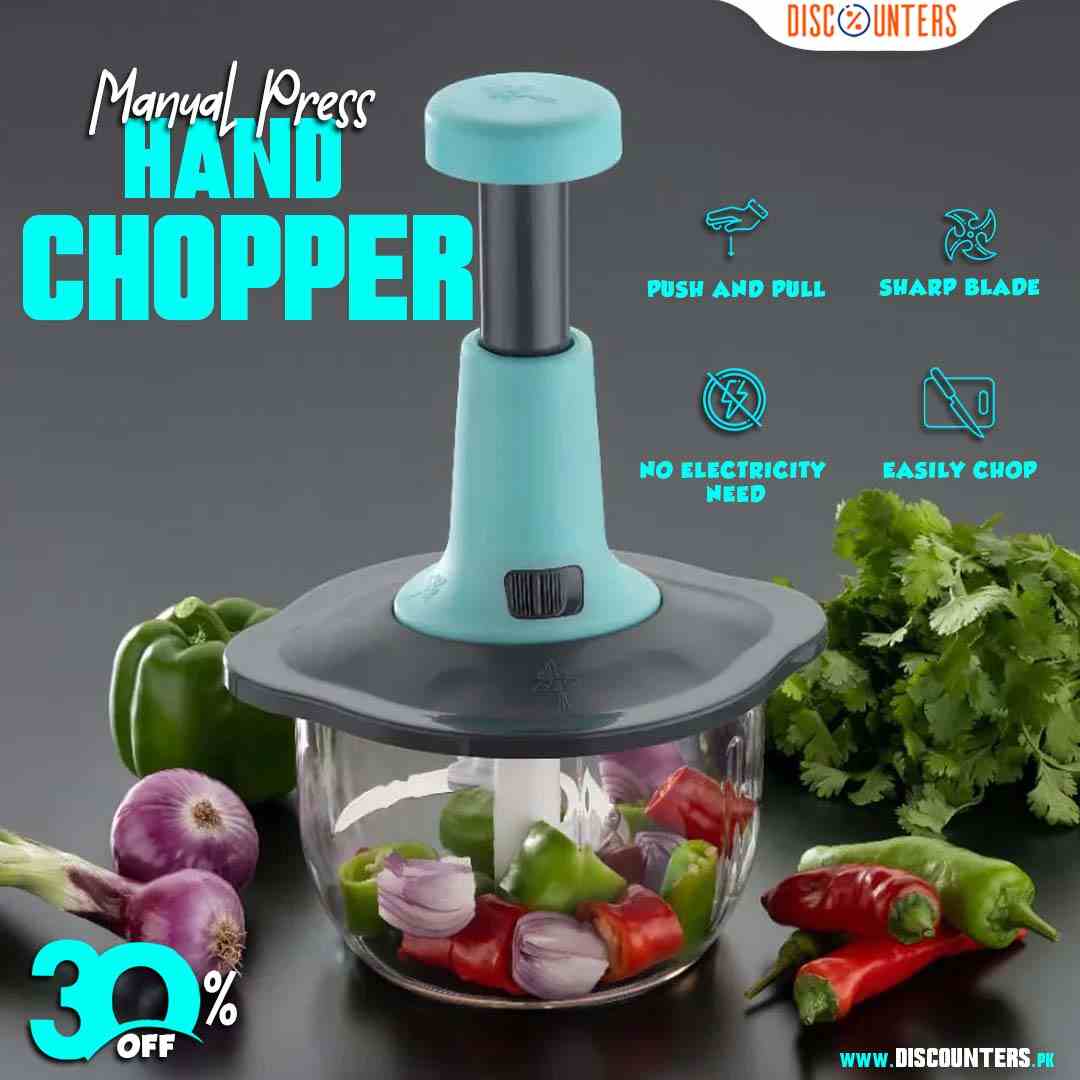 DISCOUNTERS
Manual Press
HAND
CHOPPER
PUSH AND PULL
SHARP BLADE
NO ELECTRICITY
NEED
EASILY CHOP
30%
OFF
WWW.DISCOUNTERS.PK